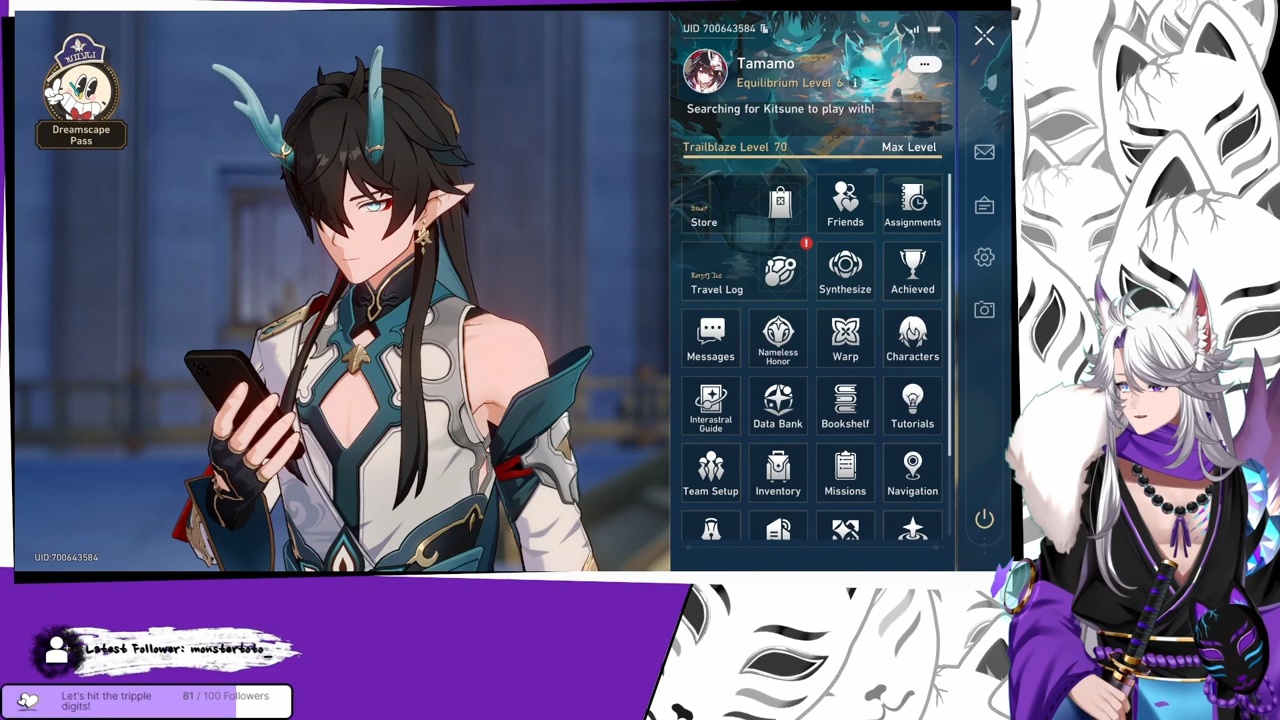 Dreamscape
Pass
UID 700643584
Tamamo
Equilibrium Level 6
Searching for Kitsune to play with!
Trailblaze Level 70
Max Level
Store
Friends
Assignments
Travel Log
Synthesize
Achieved
Messages
Nameless
Honor
Warp
Characters
Interastral
Guide
Data Bank
Bookshelf
Tutorials
Team Setup
Inventory
Missions
Navigation
UID:700643584
Latest Follower: monstertoto_
Let's hit the tripple
digits!
81 / 100 Followers